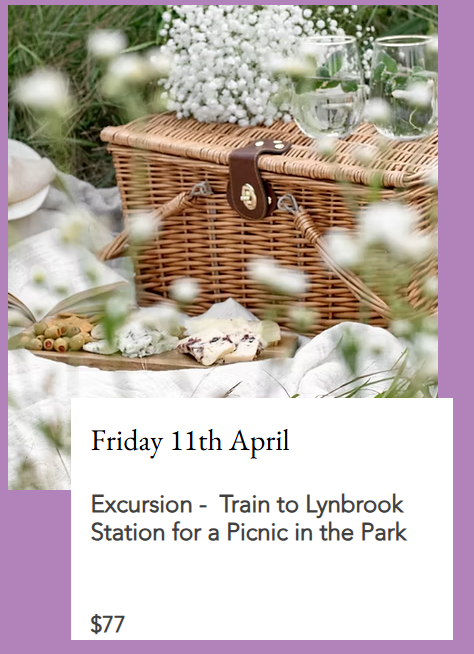 Friday 11th April
Excursion -  Train to Lynbrook
Station for a Picnic in the Park
$77